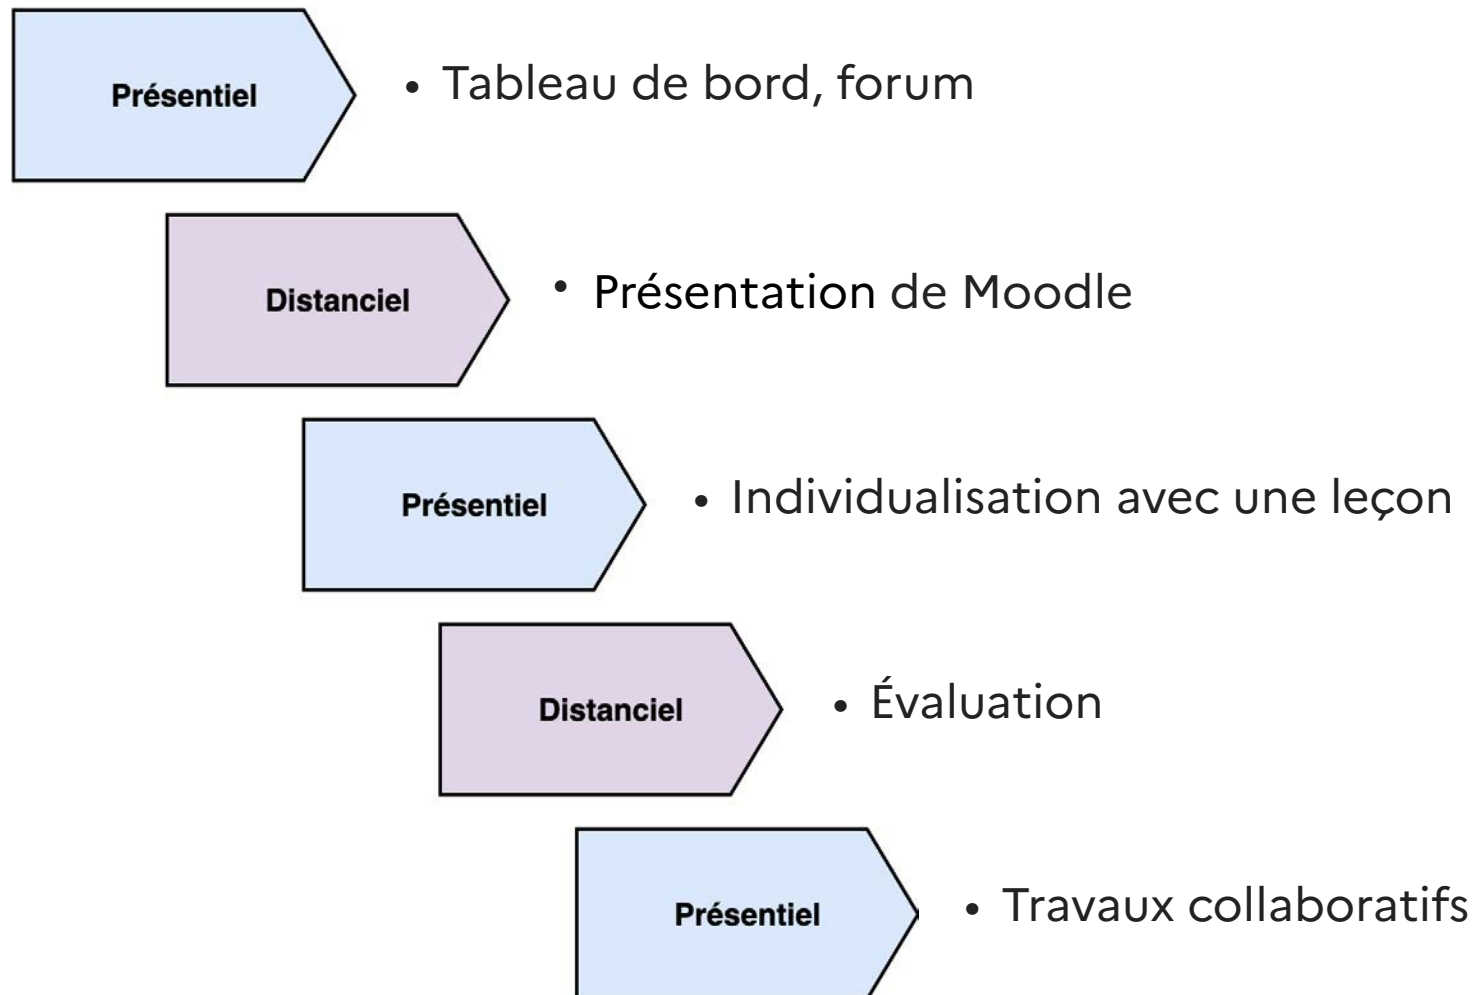 Présentiel
• Tableau de bord, forum
Distanciel
• Présentation de Moodle
Présentiel
• Individualisation avec une leçon
Distanciel
• Évaluation
Présentiel
• Travaux collaboratifs